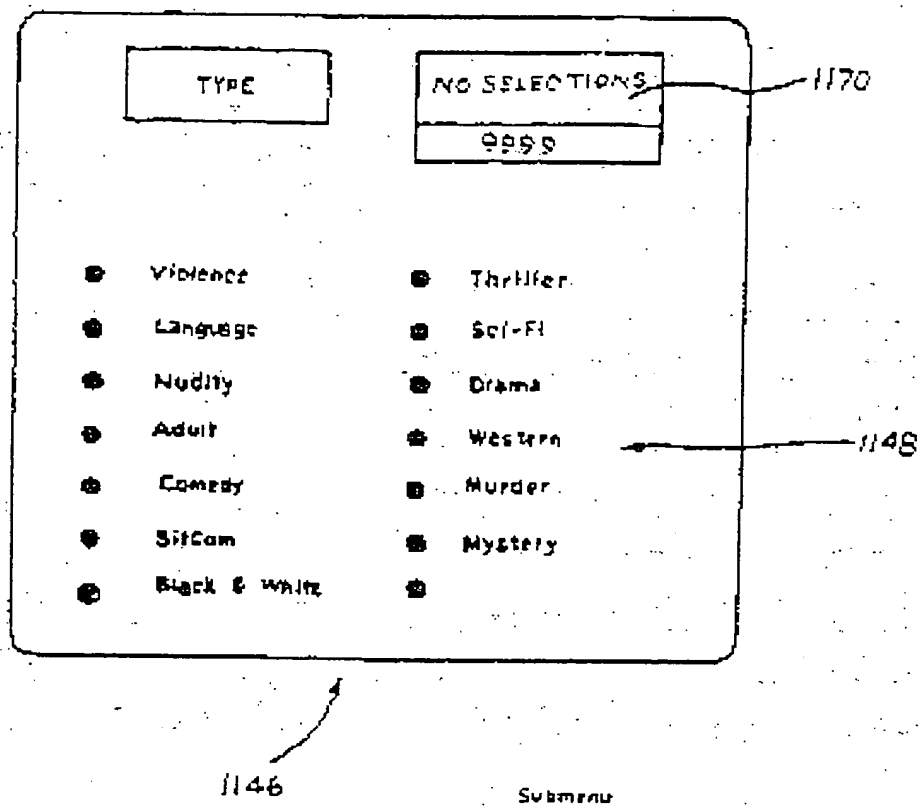 TYPE
NO SELECTIONS
1170
9999
Violence
Language
Nudity
Adult
Comedy
SitCom
Black & White
Thriller
Sci-Fi
Drama
Western
Murder
Mystery
1148
1146
Submenu